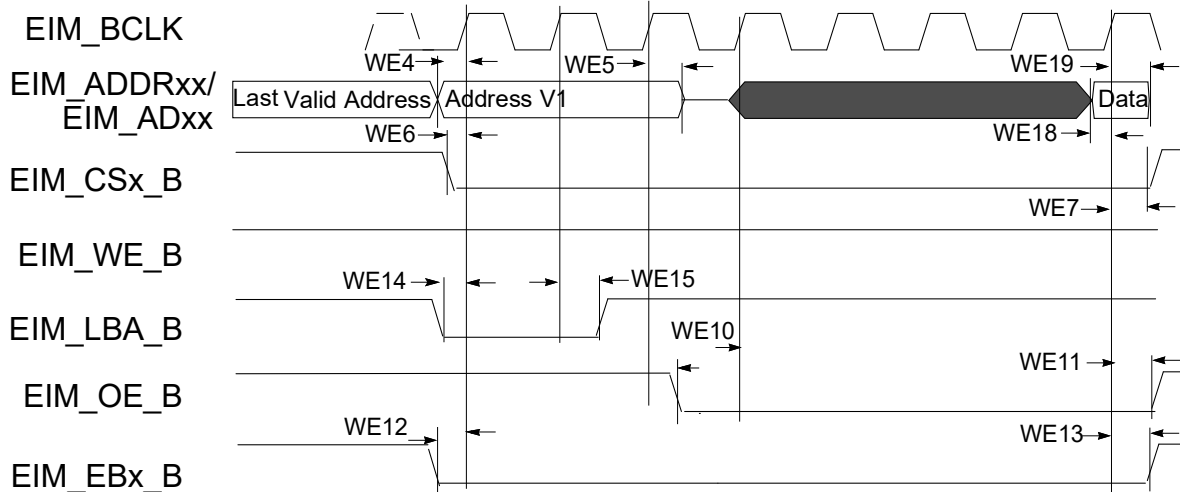 EIM_BCLK
WE4
WE5
WE19
EIM_ADDRxx/
EIM_ADxx
Last Valid Address
Address V1
Data
WE6
WE18
EIM_CSx_B
WE7
EIM_WE_B
WE14
WE15
EIM_LBA_B
WE10
WE11
EIM_OE_B
WE12
WE13
EIM_EBx_B